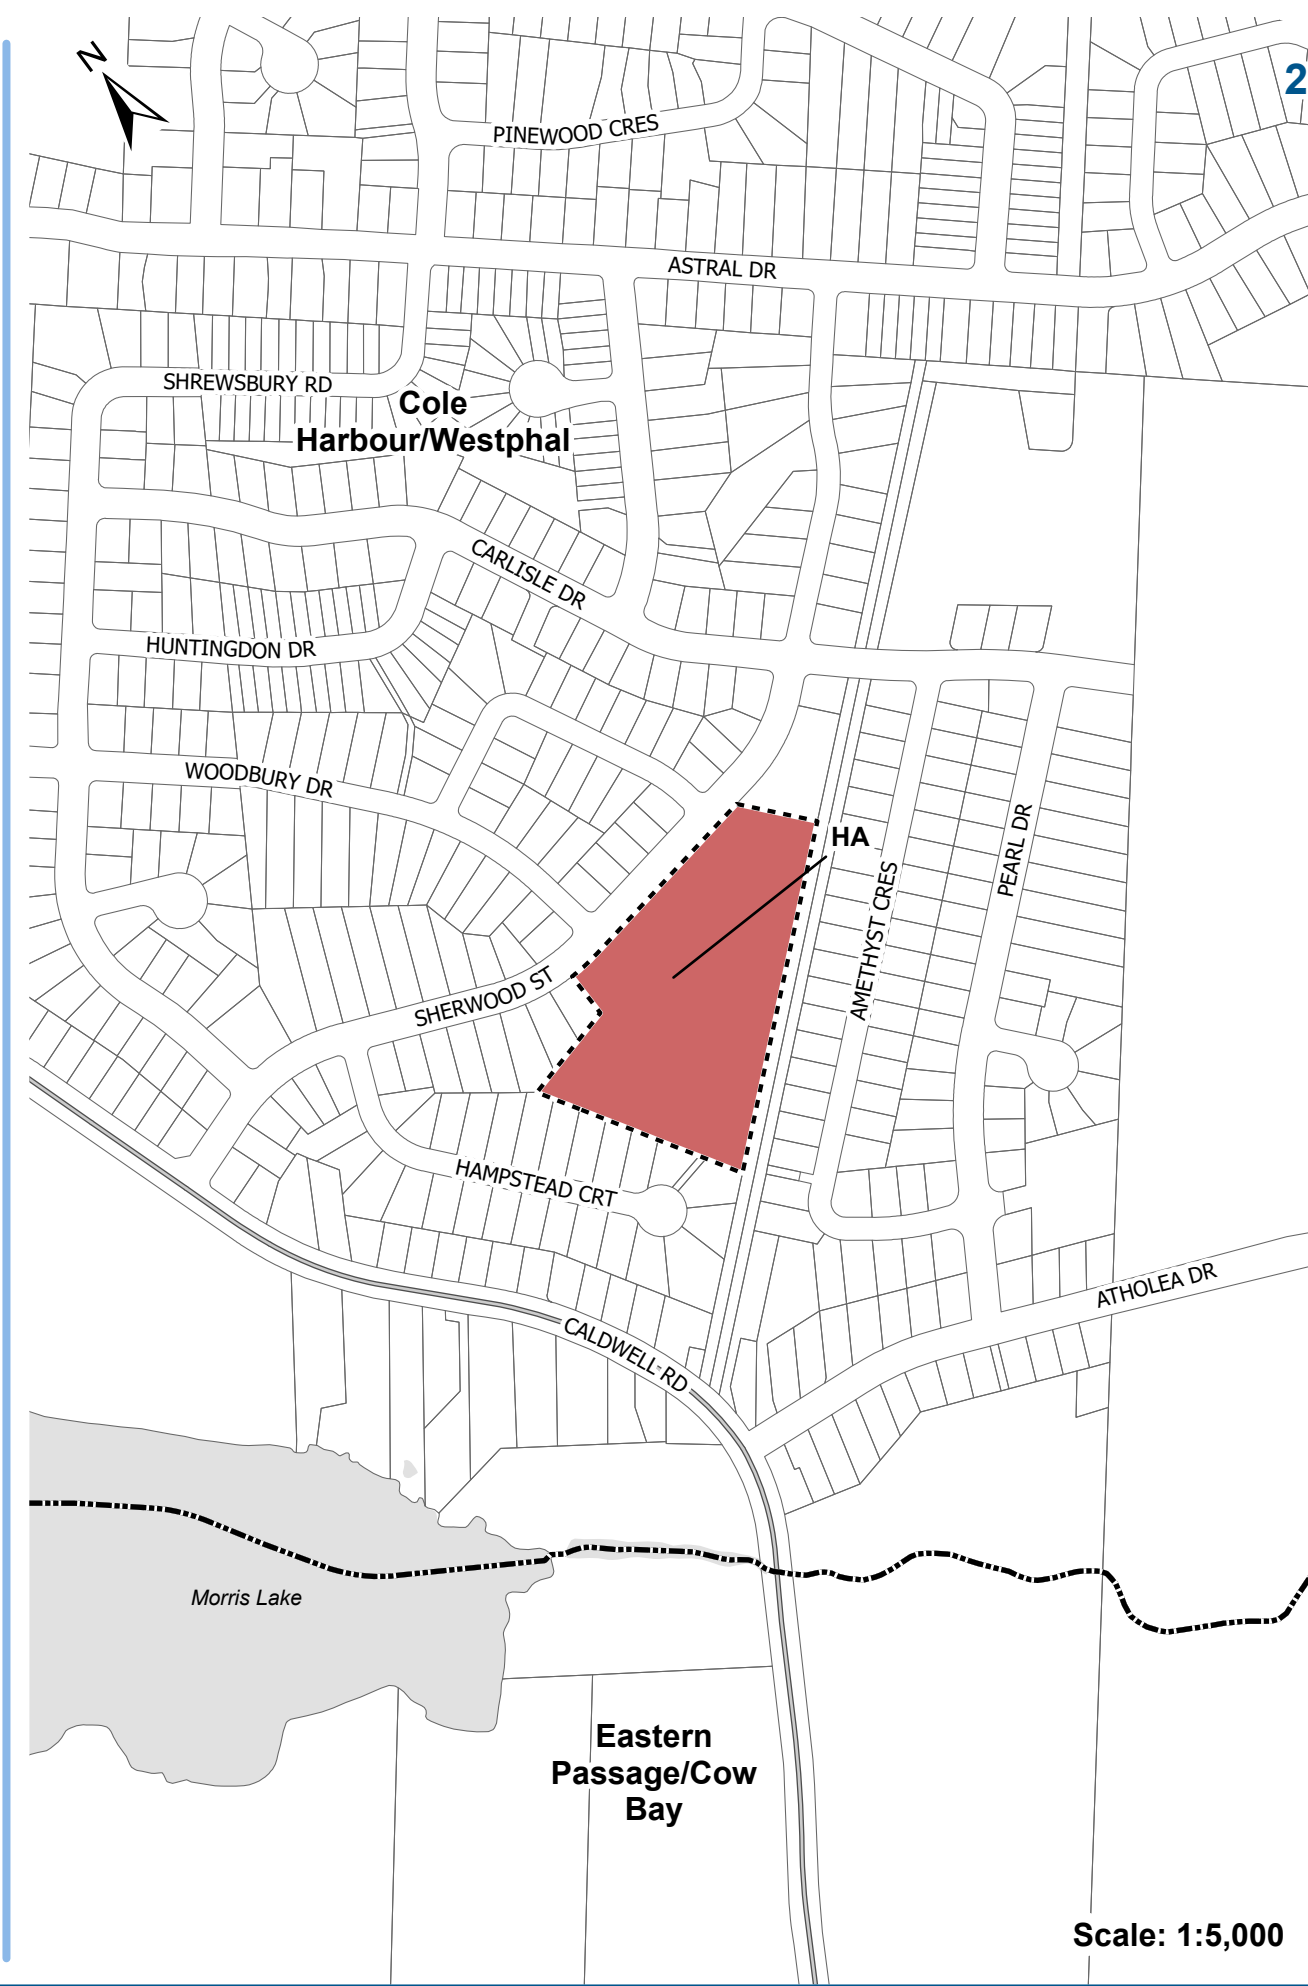 N
2
PINEWOOD CRES
ASTRAL DR
SHREWSBURY RD
Cole
Harbour/Westphal
CARLISLE DR
HUNTINGDON DR
WOODBURY DR
HA
PEARL DR
AMETHYST CRES
SHERWOOD ST
HAMPSTEAD CRT
ATHOLEA DR
CALDWELL RD
Morris Lake
Eastern
Passage/Cow
Bay
Scale: 1:5,000